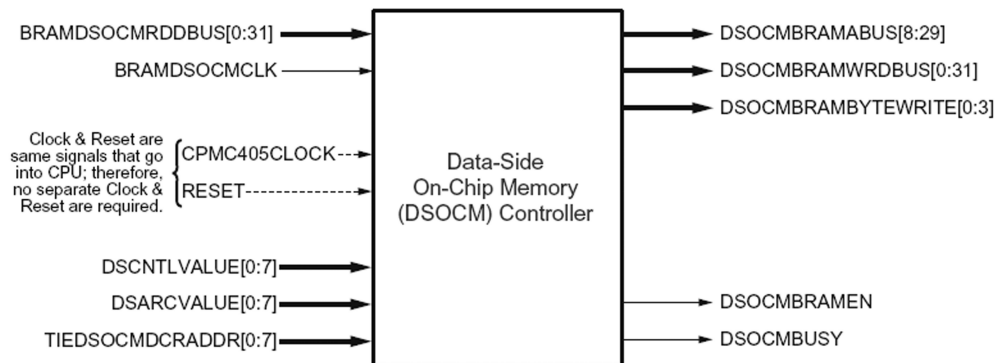 BRAMDSOCMRDDBUS[0:31]
BRAMDSOCMCLK
Clock & Reset are
same signals that go
into CPU; therefore,
no separate Clock &
Reset are required.
CPMC405CLOCK
RESET
DSCNTLVALUE[0:7]
DSARCVALUE[0:7]
TIEDSOCMDCRADDR[0:7]
Data-Side
On-Chip Memory
(DSOCM) Controller
DSOCMBRAMABUS[8:29]
DSOCMBRAMWRDBUS[0:31]
DSOCMBRAMBYTEWRITE[0:3]
DSOCMBRAMEN
DSOCMBUSY